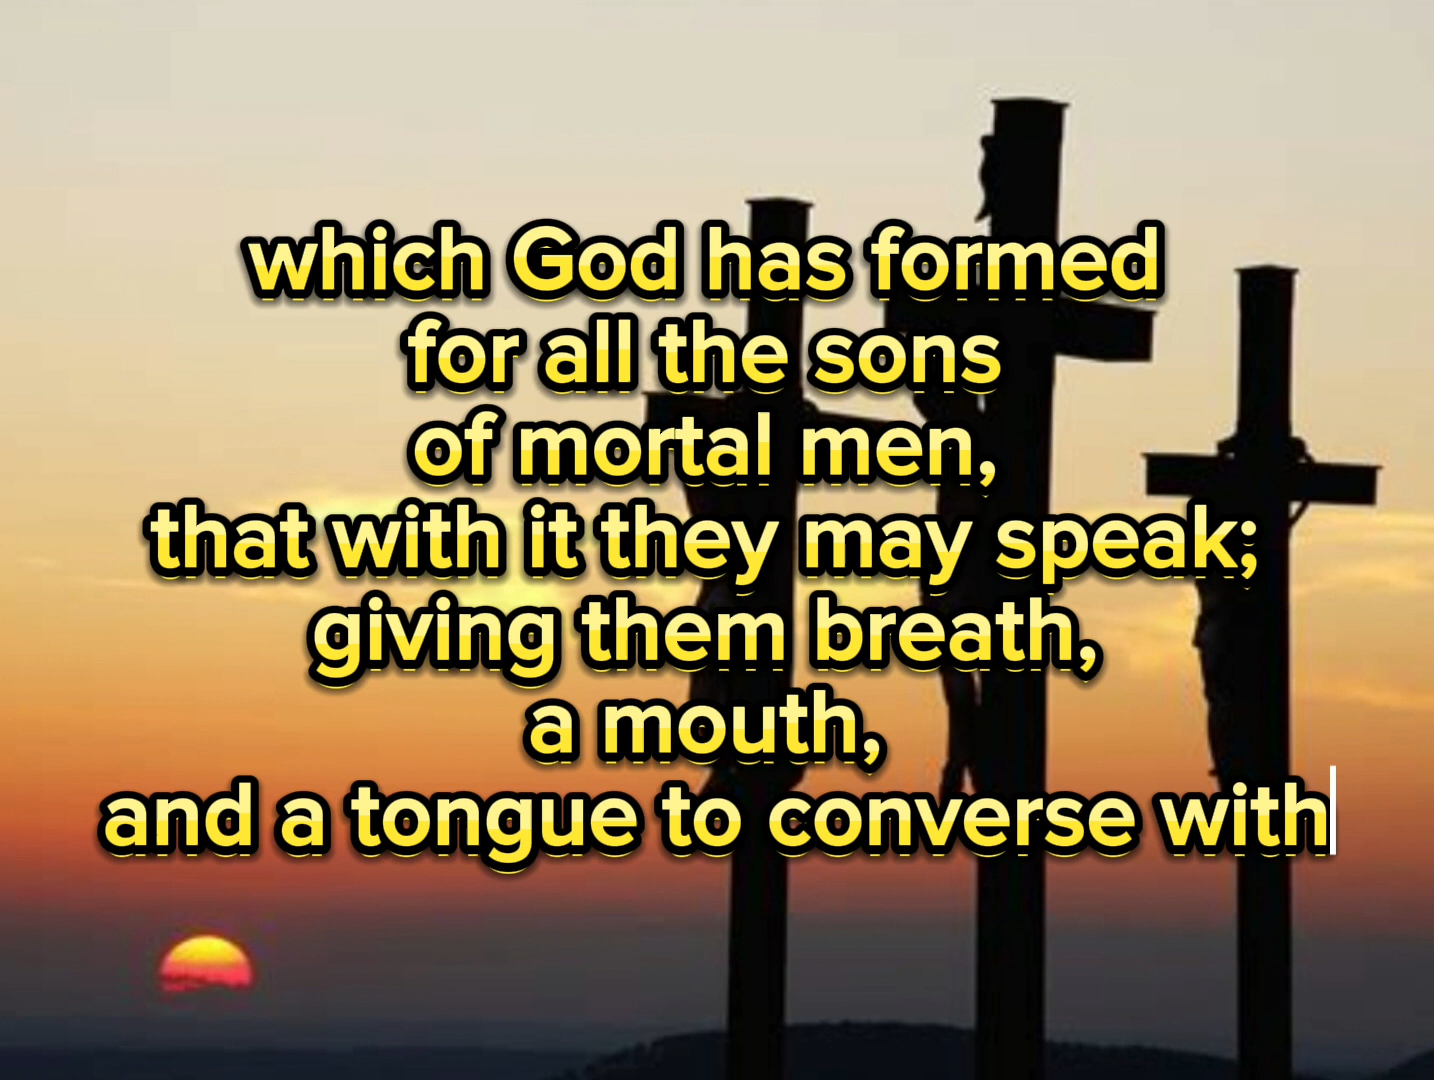 which God has formed
for all the sons
of mortal men,
that with it they may speak;
giving them breath,
a mouth,
and a tongue to converse with